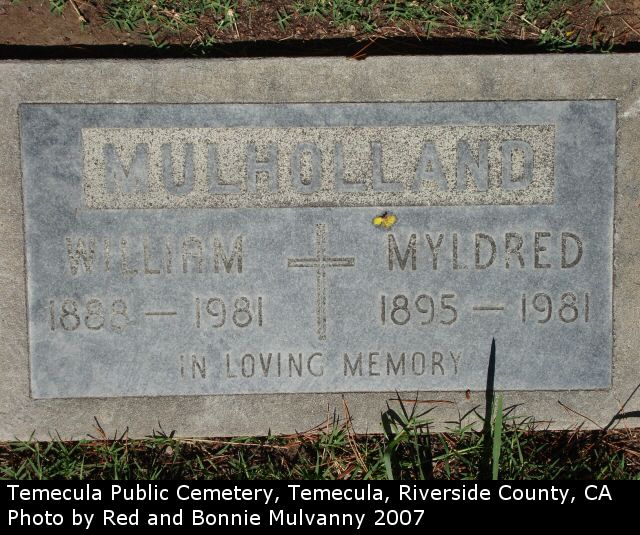 MULHOLLAND
WILLIAM MYLDRED
1888 — 1981 1895 — 1981
IN LOVING MEMORY
Temecula Public Cemetery, Temecula, Riverside County, CA
Photo by Red and Bonnie Mulvanny 2007